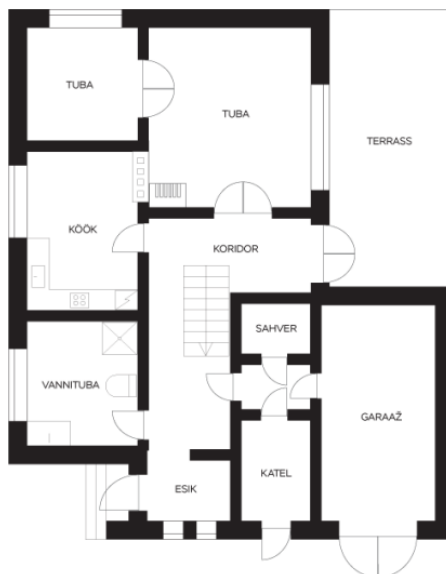 TUBA
TUBA
TERRASS
KÖÖK
KORIDOR
SAHVER
VANNITUBA
GARAAŽ
KATEL
ESIK